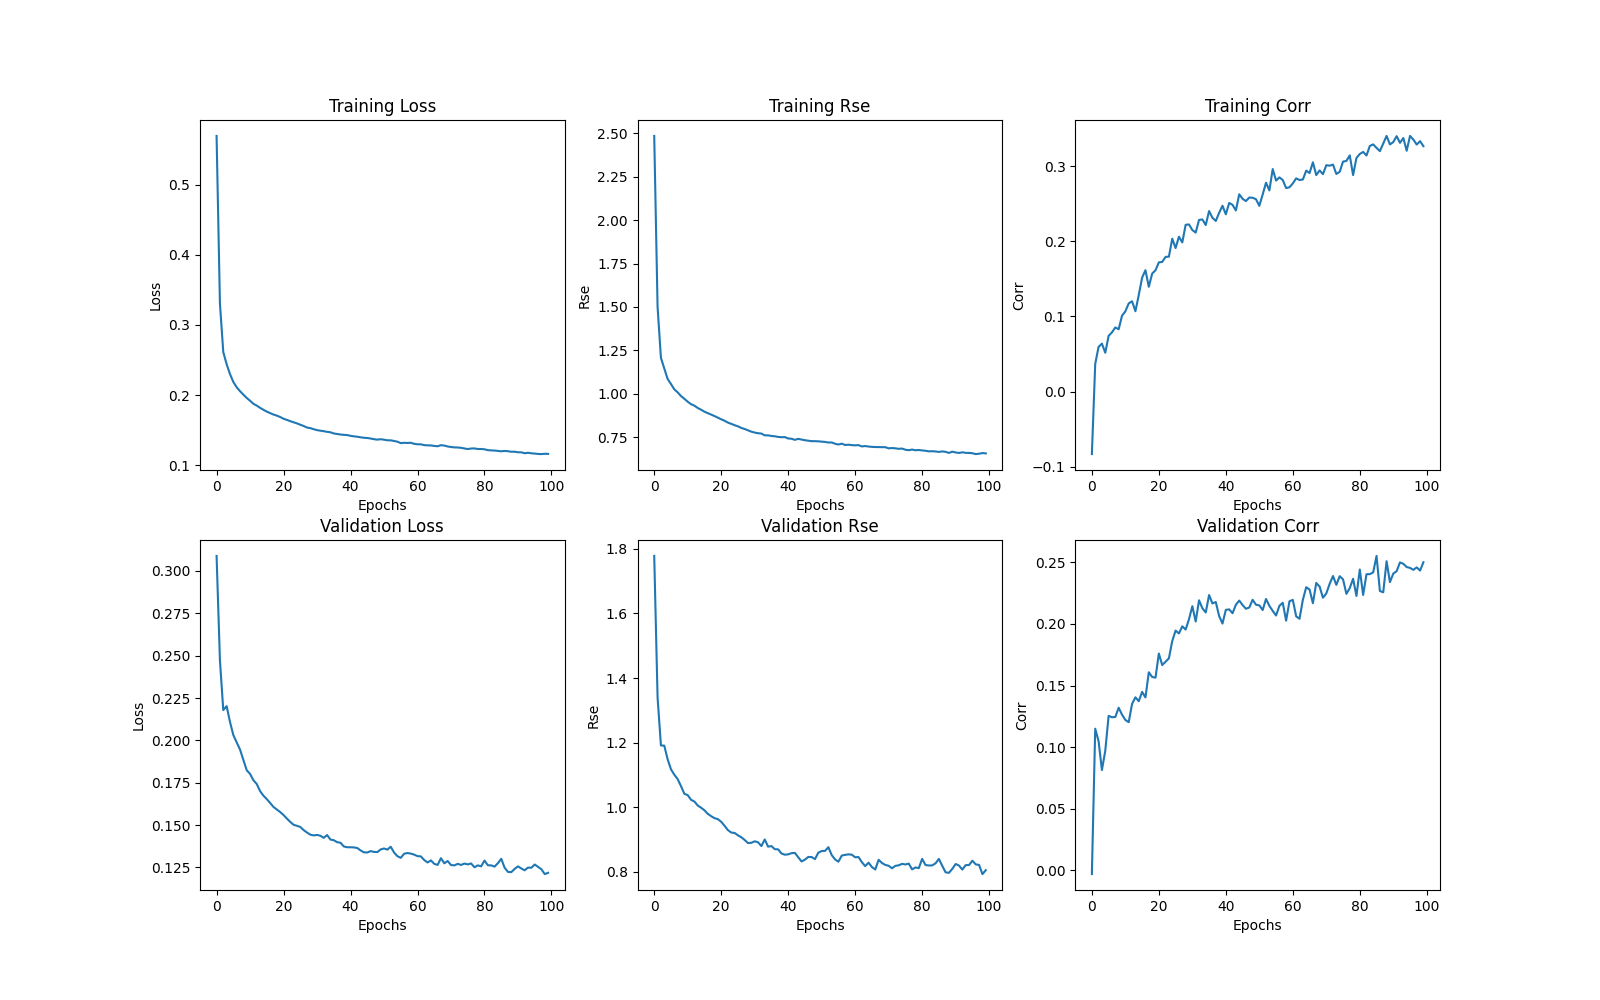 Training Loss
Loss
0.5
0.4
0.3
0.2
0.1
0 20 40 60 80 100
Epochs
Training Rse
Rse
2.50
2.25
2.00
1.75
1.50
1.25
1.00
0.75
0 20 40 60 80 100
Epochs
Training Corr
Corr
0.3
0.2
0.1
0.0
−0.1
0 20 40 60 80 100
Epochs
Validation Loss
Loss
0.300
0.275
0.250
0.225
0.200
0.175
0.150
0.125
0 20 40 60 80 100
Epochs
Validation Rse
Rse
1.8
1.6
1.4
1.2
1.0
0.8
0 20 40 60 80 100
Epochs
Validation Corr
Corr
0.25
0.20
0.15
0.10
0.05
0.00
0 20 40 60 80 100
Epochs